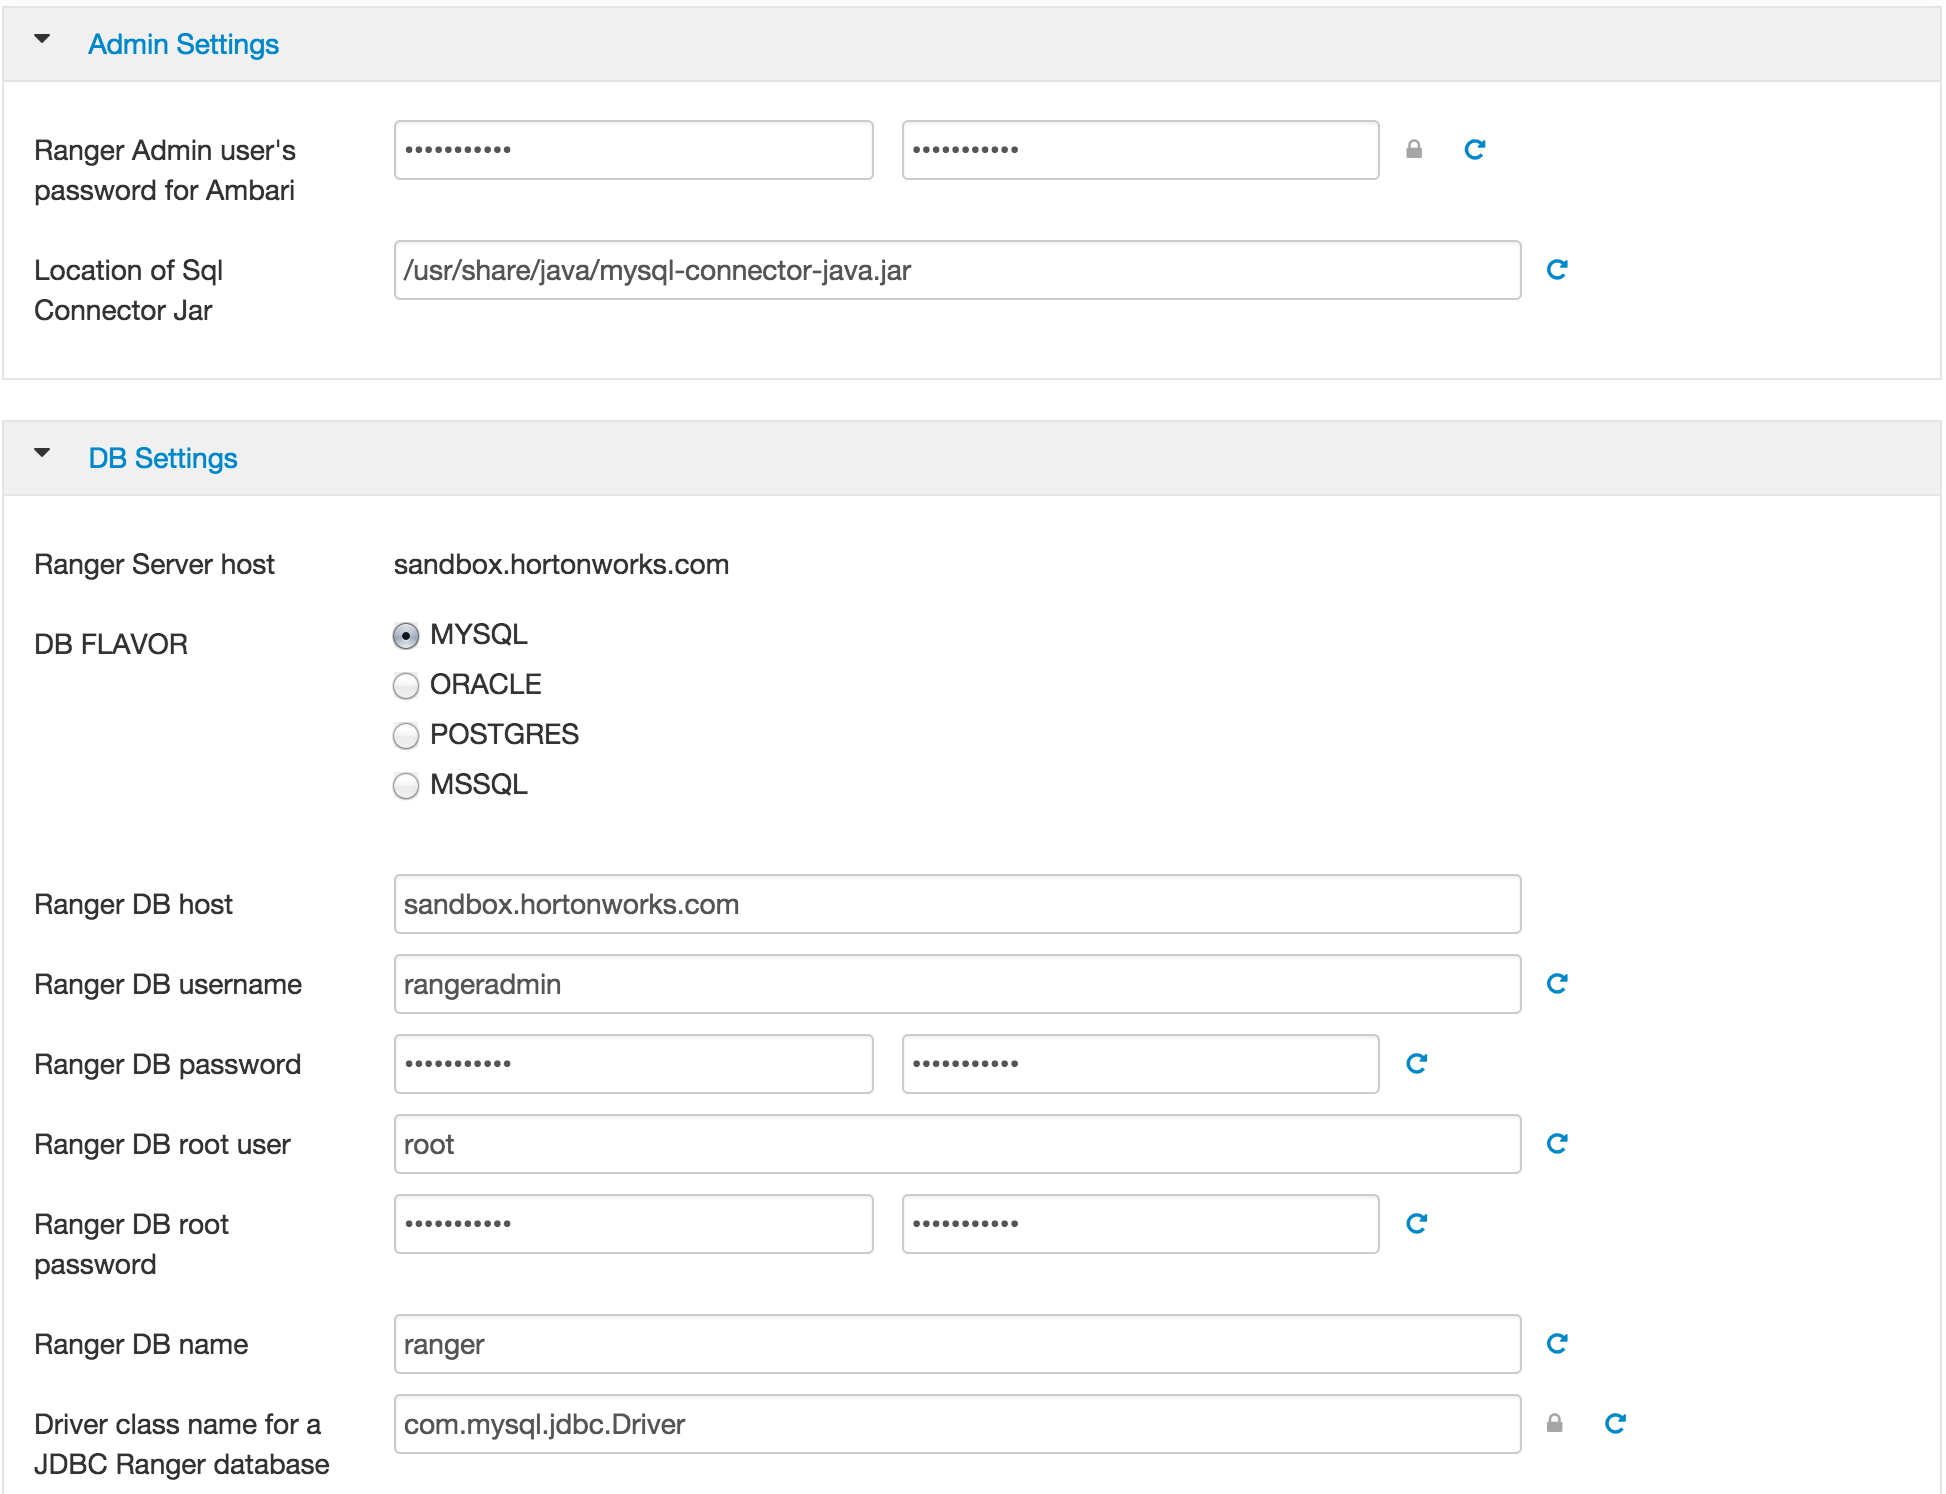 Admin Settings
Ranger Admin user's •••••••••••  •••••••••••
password for Ambari
Location of Sql /usr/share/java/mysql-connector-java.jar
Connector Jar
DB Settings
Ranger Server host sandbox.hortonworks.com
DB FLAVOR MYSQL
ORACLE
POSTGRES
MSSQL
Ranger DB host sandbox.hortonworks.com
Ranger DB username rangeradmin
Ranger DB password •••••••••••  •••••••••••
Ranger DB root user root
Ranger DB root •••••••••••  •••••••••••
password
Ranger DB name ranger
Driver class name for a com.mysql.jdbc.Driver
JDBC Ranger database